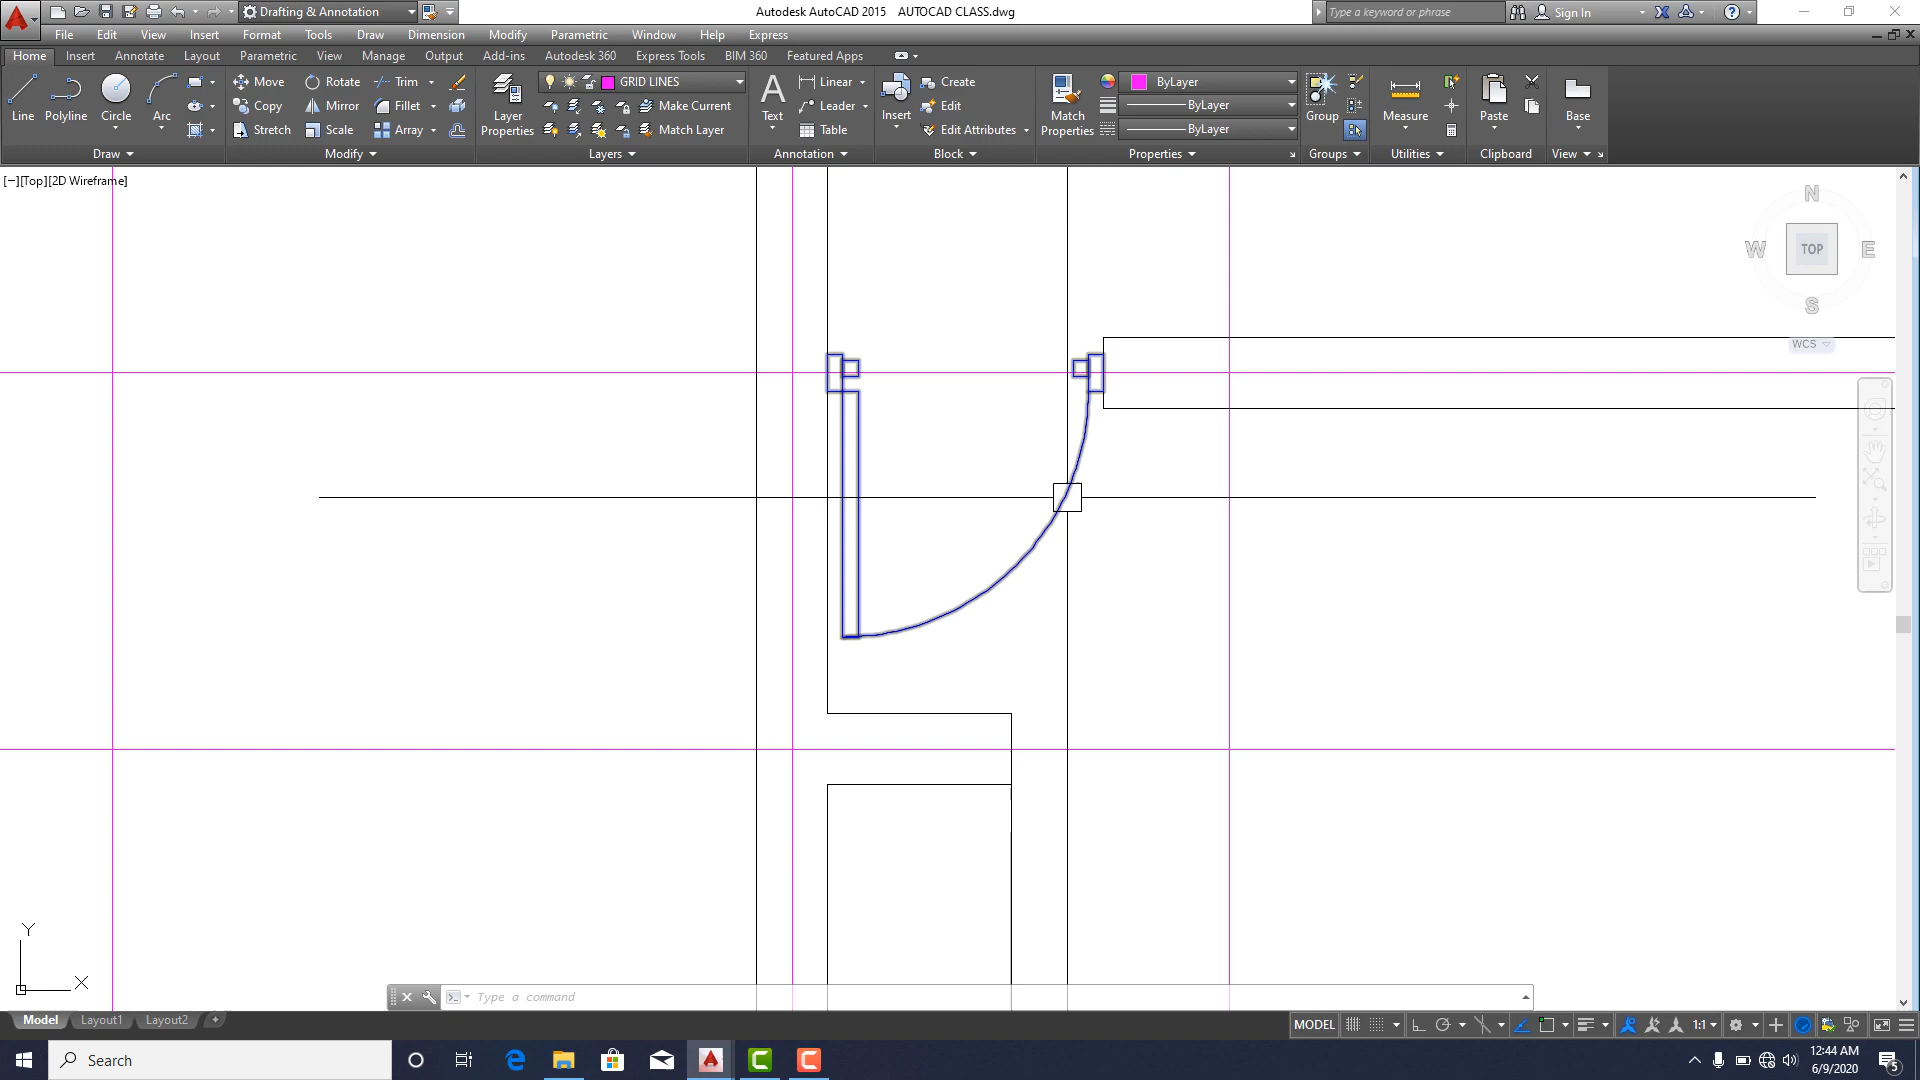 Drafting & Annotation
Autodesk AutoCAD 2015 AUTOCAD CLASS.dwg
Type a keyword or phrase
Sign In
File Edit View Insert Format Tools Draw Dimension Modify Parametric Window Help Express
Home Insert Annotate Layout Parametric View Manage Output Add-ins Autodesk 360 Express Tools BIM 360 Featured Apps
Line Polyline Circle Arc
Move Rotate Trim
Copy Mirror Fillet
Stretch Scale Array
Layer Properties
GRID LINES
Make Current
Match Layer
Text
Linear
Leader
Table
Insert
Create
Edit
Edit Attributes
Match Properties
ByLayer
ByLayer
ByLayer
Group
Measure
Paste
Base
Draw Modify Layers Annotation Block Properties Groups Utilities Clipboard View
[−][Top][2D Wireframe]
N
W TOP E
S
WCS
Y
X
Type a command
Model Layout1 Layout2
MODEL 1:1
Search
12:44 AM
6/9/2020
5